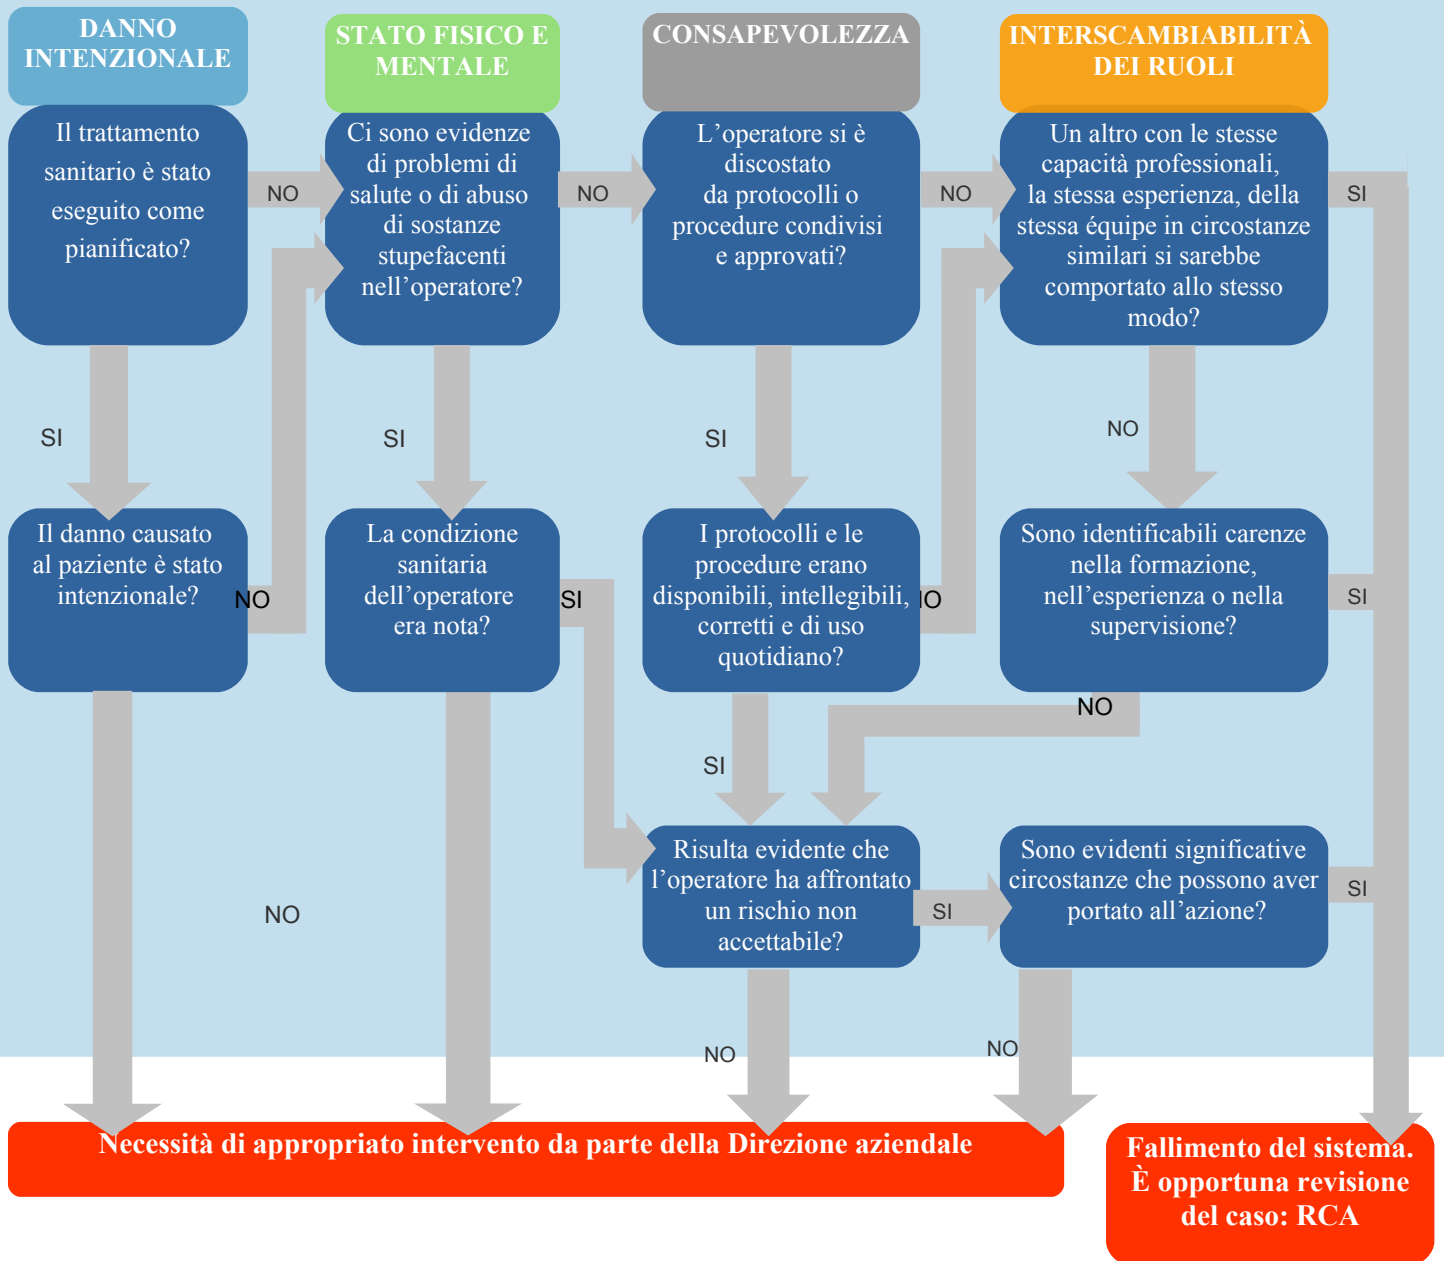 DANNO
INTENZIONALE
STATO FISICO E
MENTALE
CONSAPEVOLEZZA
INTERSCAMBIABILITÀ
DEI RUOLI
Il trattamento
sanitario è stato
eseguito come
pianificato?
NO
Ci sono evidenze
di problemi di
salute o di abuso
di sostanze
stupefacenti
nell’operatore?
NO
L’operatore si è
discostato
da protocolli o
procedure condivisi
e approvati?
NO
Un altro con le stesse
capacità professionali,
la stessa esperienza, della
stessa équipe in circostanze
similari si sarebbe
comportato allo stesso
modo?
SI
SI
SI
SI
NO
Il danno causato
al paziente è stato
intenzionale?
NO
La condizione
sanitaria
dell’operatore
era nota?
SI
I protocolli e le
procedure erano
disponibili, intellegibili,
corretti e di uso
quotidiano?
NO
Sono identificabili carenze
nella formazione,
nell’esperienza o nella
supervisione?
SI
NO
SI
Risulta evidente che
l’operatore ha affrontato
un rischio non
accettabile?
SI
Sono evidenti significative
circostanze che possono aver
portato all’azione?
SI
NO
NO
NO
Necessità di appropriato intervento da parte della Direzione aziendale
Fallimento del sistema.
È opportuna revisione
del caso: RCA